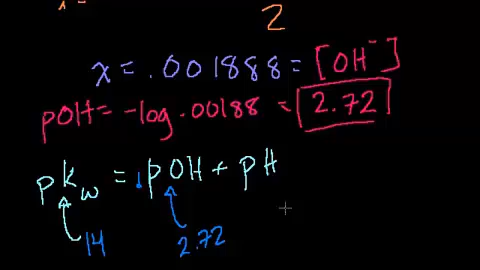 2
x = .001888 = [OH⁻]
pOH = -log .00188 = 2.72
pKw = pOH + pH
14 2.72